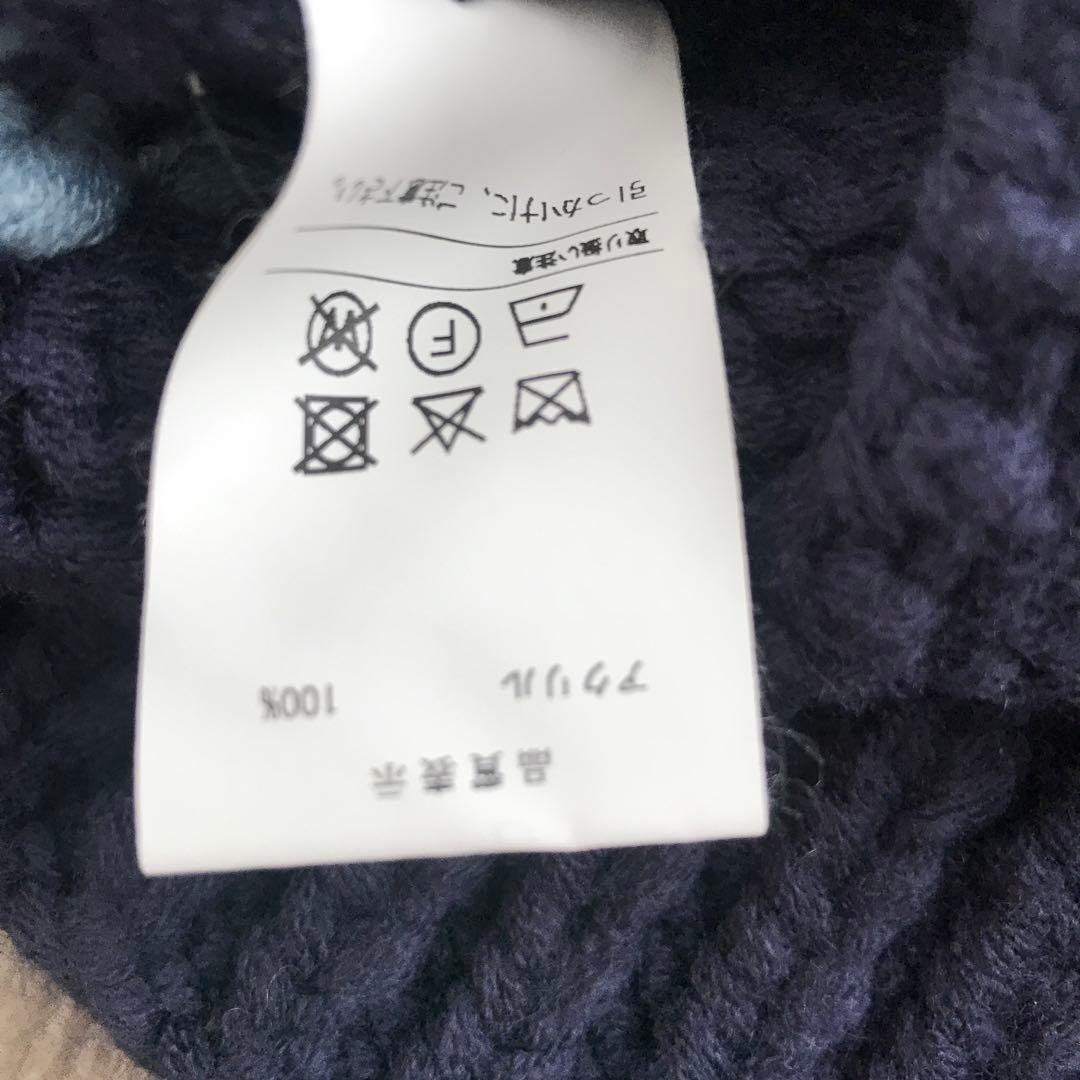 品質表示
アクリル 100%
F
W
取り扱い注意
引っかけに、ご注意下さい。